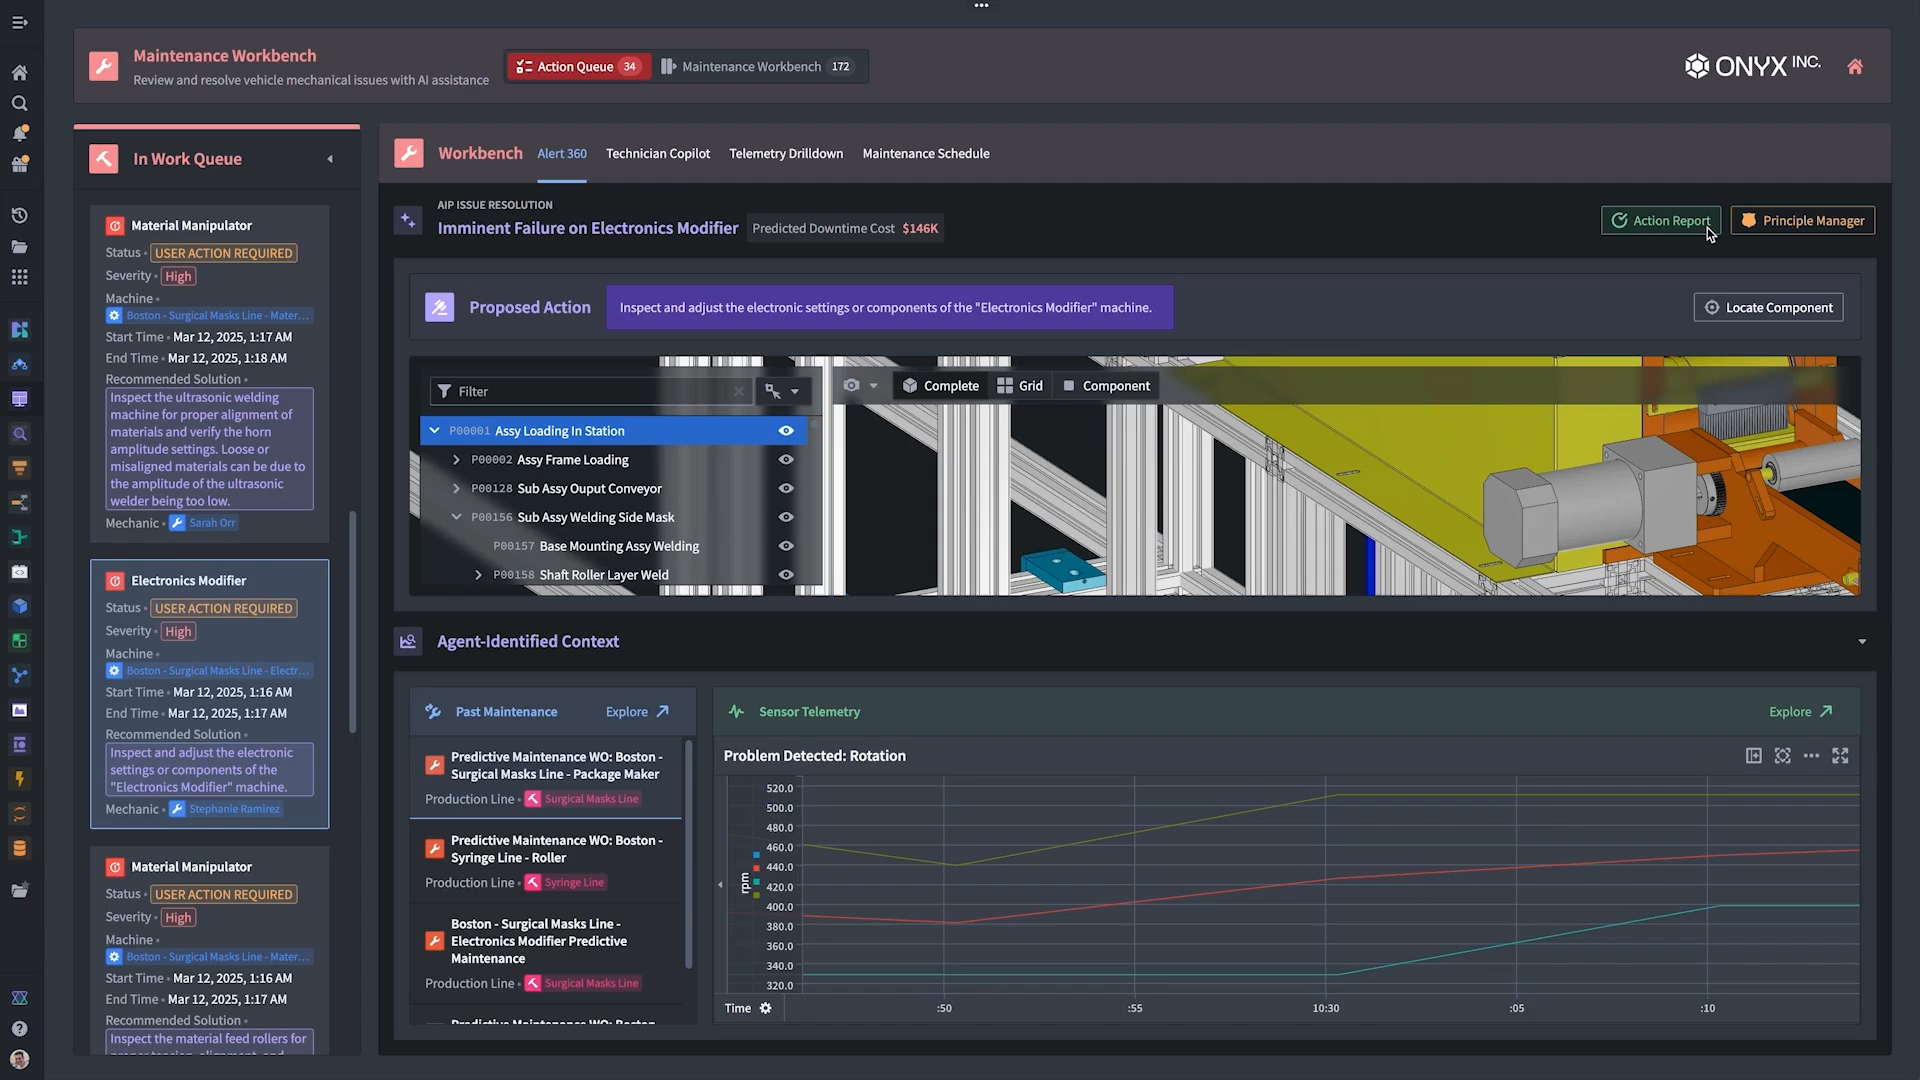 Maintenance Workbench
Review and resolve vehicle mechanical issues with AI assistance
Action Queue 34
Maintenance Workbench 172
ONYX INC.
In Work Queue
Material Manipulator
Status • USER ACTION REQUIRED
Severity • High
Machine •
Boston - Surgical Masks Line - Mater...
Start Time • Mar 12, 2025, 1:17 AM
End Time • Mar 12, 2025, 1:18 AM
Recommended Solution •
Inspect the ultrasonic welding
machine for proper alignment of
materials and verify the horn
amplitude settings. Loose or
misaligned materials can be due to
the amplitude of the ultrasonic
welder being too low.
Mechanic • Sarah Orr
Electronics Modifier
Status • USER ACTION REQUIRED
Severity • High
Machine •
Boston - Surgical Masks Line - Electr...
Start Time • Mar 12, 2025, 1:16 AM
End Time • Mar 12, 2025, 1:17 AM
Recommended Solution •
Inspect and adjust the electronic
settings or components of the
"Electronics Modifier" machine.
Mechanic • Stephanie Ramirez
Material Manipulator
Status • USER ACTION REQUIRED
Severity • High
Machine •
Boston - Surgical Masks Line - Mater...
Start Time • Mar 12, 2025, 1:16 AM
End Time • Mar 12, 2025, 1:17 AM
Recommended Solution •
Inspect the material feed rollers for
Workbench
Alert 360
Technician Copilot
Telemetry Drilldown
Maintenance Schedule
AIP ISSUE RESOLUTION
Imminent Failure on Electronics Modifier
Predicted Downtime Cost $146K
Action Report
Principle Manager
Proposed Action
Inspect and adjust the electronic settings or components of the "Electronics Modifier" machine.
Locate Component
Filter
Complete
Grid
Component
P00001 Assy Loading In Station
P00002 Assy Frame Loading
P00128 Sub Assy Ouput Conveyor
P00156 Sub Assy Welding Side Mask
P00157 Base Mounting Assy Welding
P00158 Shaft Roller Layer Weld
Agent-Identified Context
Past Maintenance
Explore
Predictive Maintenance WO: Boston -
Surgical Masks Line - Package Maker
Production Line • Surgical Masks Line
Predictive Maintenance WO: Boston -
Syringe Line - Roller
Production Line • Syringe Line
Boston - Surgical Masks Line -
Electronics Modifier Predictive
Maintenance
Production Line • Surgical Masks Line
Predictive Maintenance WO: Boston
Sensor Telemetry
Explore
Problem Detected: Rotation
520.0
500.0
480.0
460.0
440.0
420.0
400.0
380.0
360.0
340.0
320.0
rpm
Time
:50
:55
10:30
:05
:10